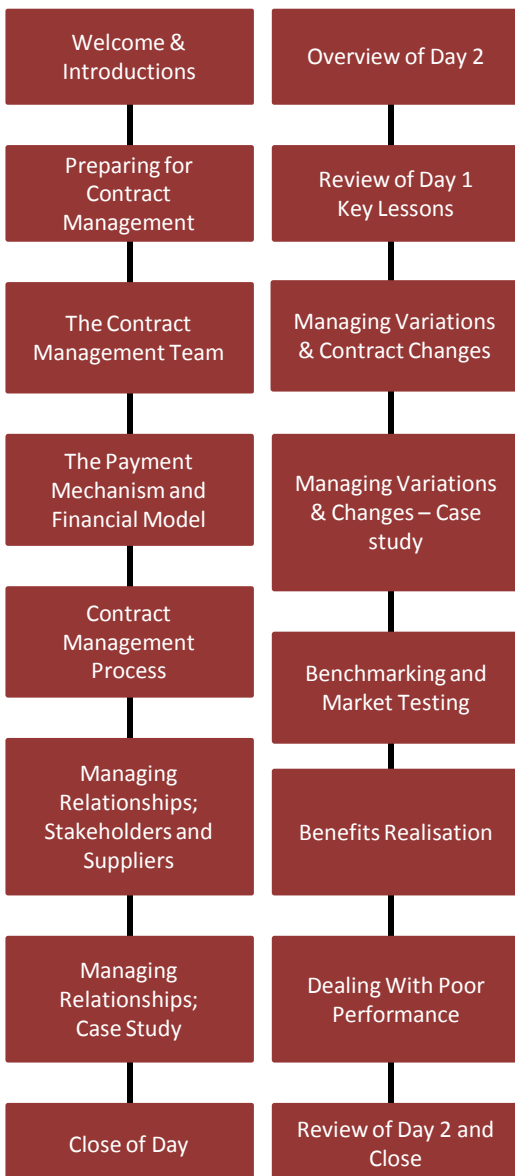 Welcome &
Introductions
Preparing for
Contract
Management
The Contract
Management Team
The Payment
Mechanism and
Financial Model
Contract
Management
Process
Managing
Relationships;
Stakeholders and
Suppliers
Managing
Relationships;
Case Study
Close of Day
Overview of Day 2
Review of Day 1
Key Lessons
Managing Variations
& Contract Changes
Managing Variations
& Changes – Case
study
Benchmarking and
Market Testing
Benefits Realisation
Dealing With Poor
Performance
Review of Day 2 and
Close